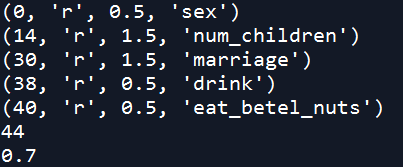 (0, 'r', 0.5, 'sex')
(14, 'r', 1.5, 'num_children')
(30, 'r', 1.5, 'marriage')
(38, 'r', 0.5, 'drink')
(40, 'r', 0.5, 'eat_betel_nuts')
44
0.7